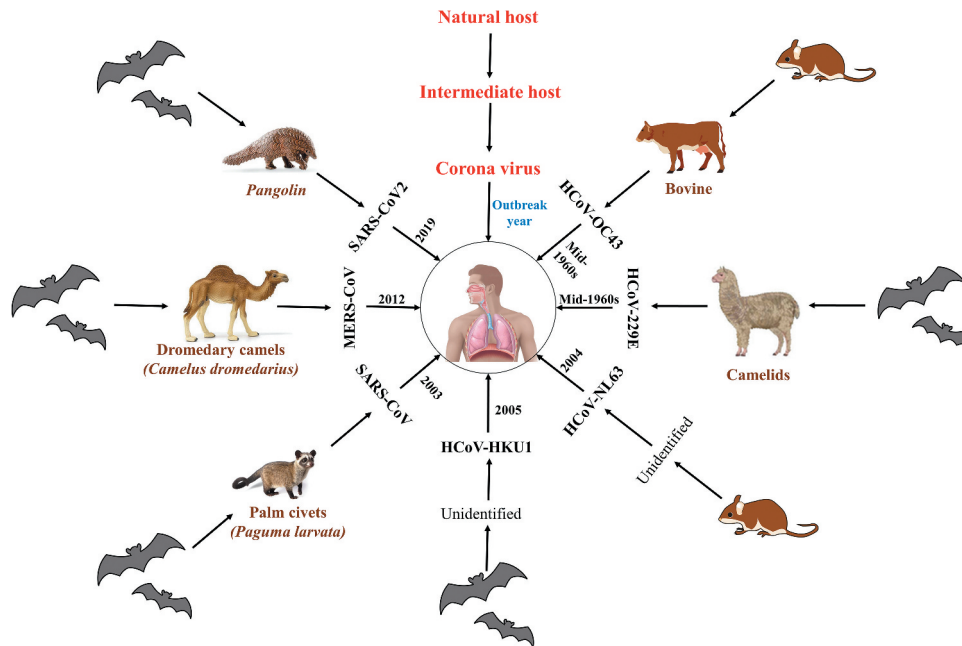 Natural host
Intermediate host
Corona virus
Outbreak
year
Pangolin
SARS-CoV2
2019
Bovine
HCoV-OC43
Mid-
1960s
Dromedary camels
(Camelus dromedarius)
MERS-CoV
2012
Mid-1960s
HCoV-229E
Camelids
Palm civets
(Paguma larvata)
SARS-CoV
2003
2005
HCoV-HKU1
Unidentified
2004
HCoV-NL63
Unidentified